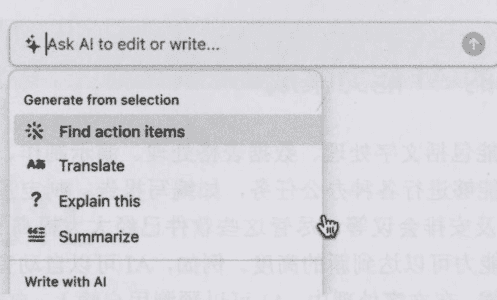 Ask AI to edit or write...
Generate from selection
Find action items
Translate
? Explain this
Summarize
Write with AI